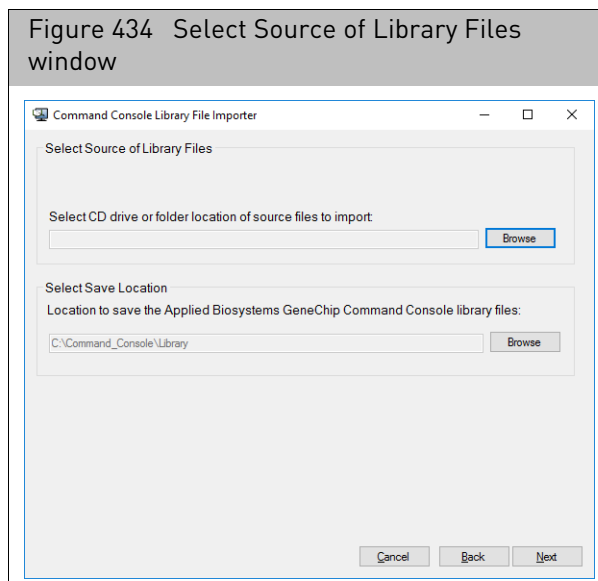 Figure 434 Select Source of Library Files
window
Command Console Library File Importer
Select Source of Library Files
Select CD drive or folder location of source files to import:
Browse
Select Save Location
Location to save the Applied Biosystems GeneChip Command Console library files:
C:\Command_Console\Library
Browse
Cancel Back Next